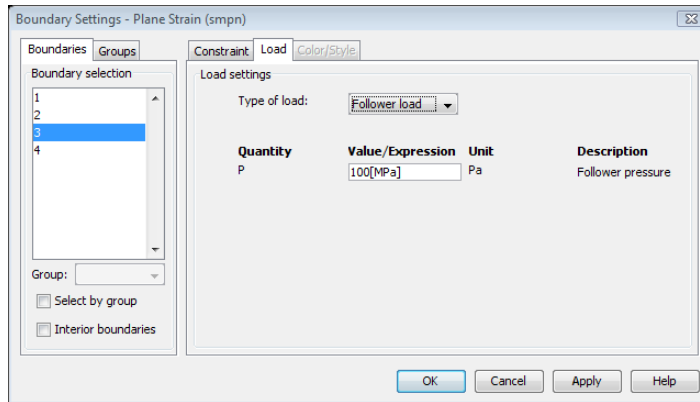 Boundary Settings - Plane Strain (smpn)
Boundaries Groups
Boundary selection
1
2
3
4
Group:
Select by group
Interior boundaries
Constraint Load Color/Style
Load settings
Type of load: Follower load
Quantity Value/Expression Unit Description
P 100[MPa] Pa Follower pressure
OK Cancel Apply Help